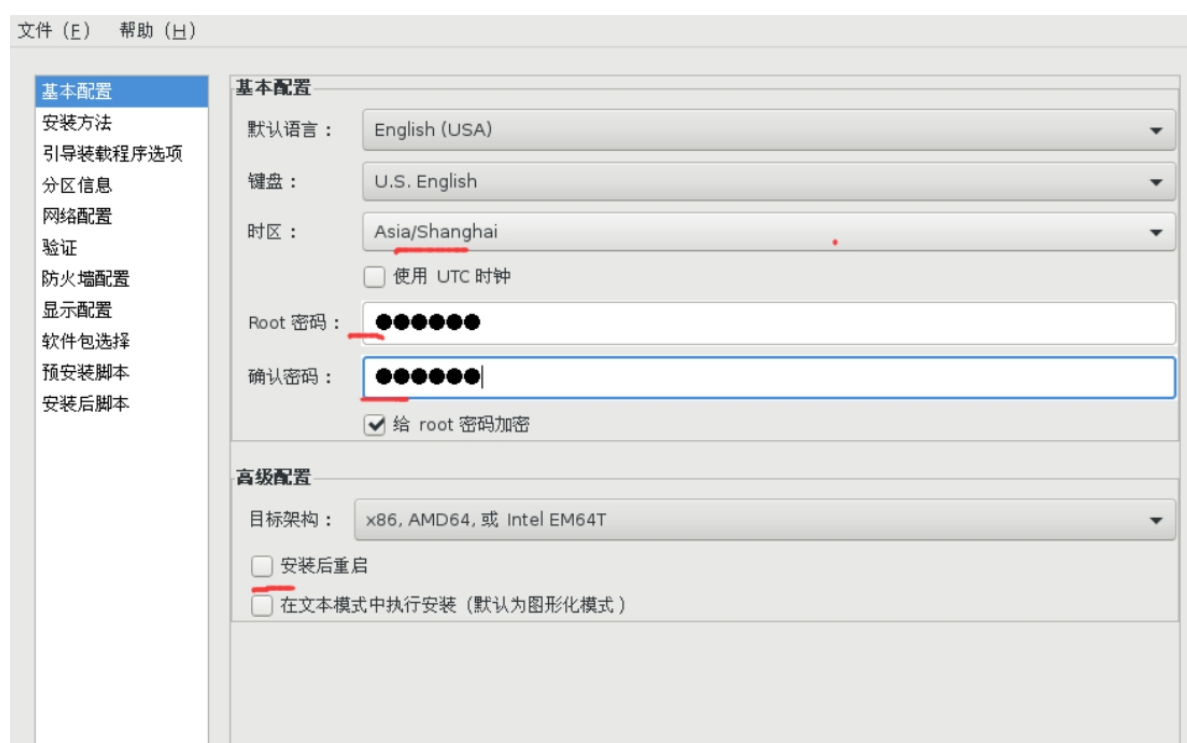 文件 (F) 帮助 (H)
基本配置
安装方法
引导装载程序选项
分区信息
网络配置
验证
防火墙配置
显示配置
软件包选择
预安装脚本
安装后脚本
基本配置
默认语言: English (USA)
键盘: U.S. English
时区: Asia/Shanghai
使用 UTC 时钟
Root 密码: ●●●●●●
确认密码: ●●●●●●
给 root 密码加密
高级配置
目标架构: x86, AMD64, 或 Intel EM64T
安装后重启
在文本模式中执行安装 (默认为图形化模式)